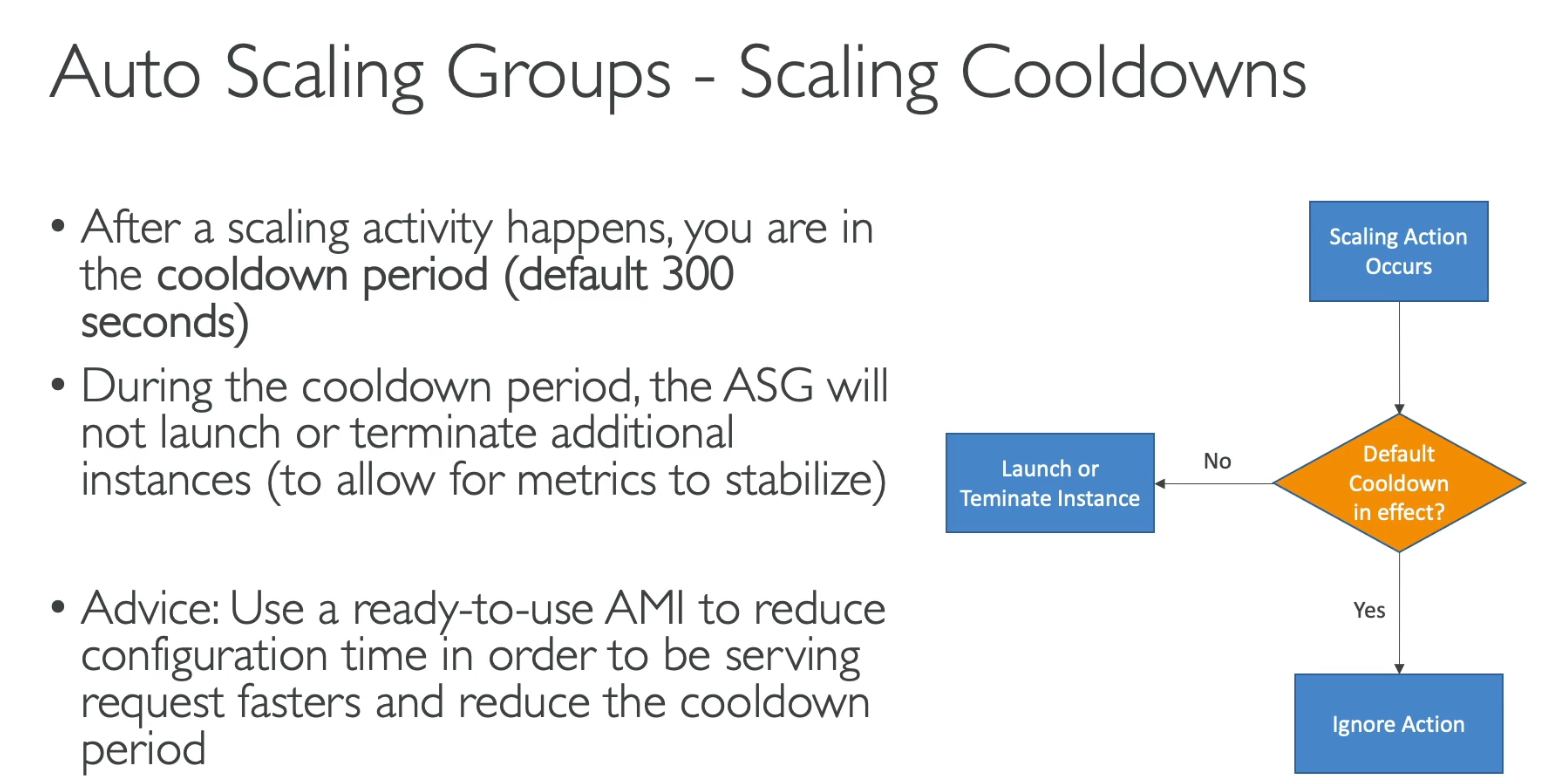 Auto Scaling Groups - Scaling Cooldowns
• After a scaling activity happens, you are in
the cooldown period (default 300
seconds)
• During the cooldown period, the ASG will
not launch or terminate additional
instances (to allow for metrics to stabilize)
• Advice: Use a ready-to-use AMI to reduce
configuration time in order to be serving
request fasters and reduce the cooldown
period
Scaling Action
Occurs
Default
Cooldown
in effect?
No
Launch or
Teminate Instance
Yes
Ignore Action